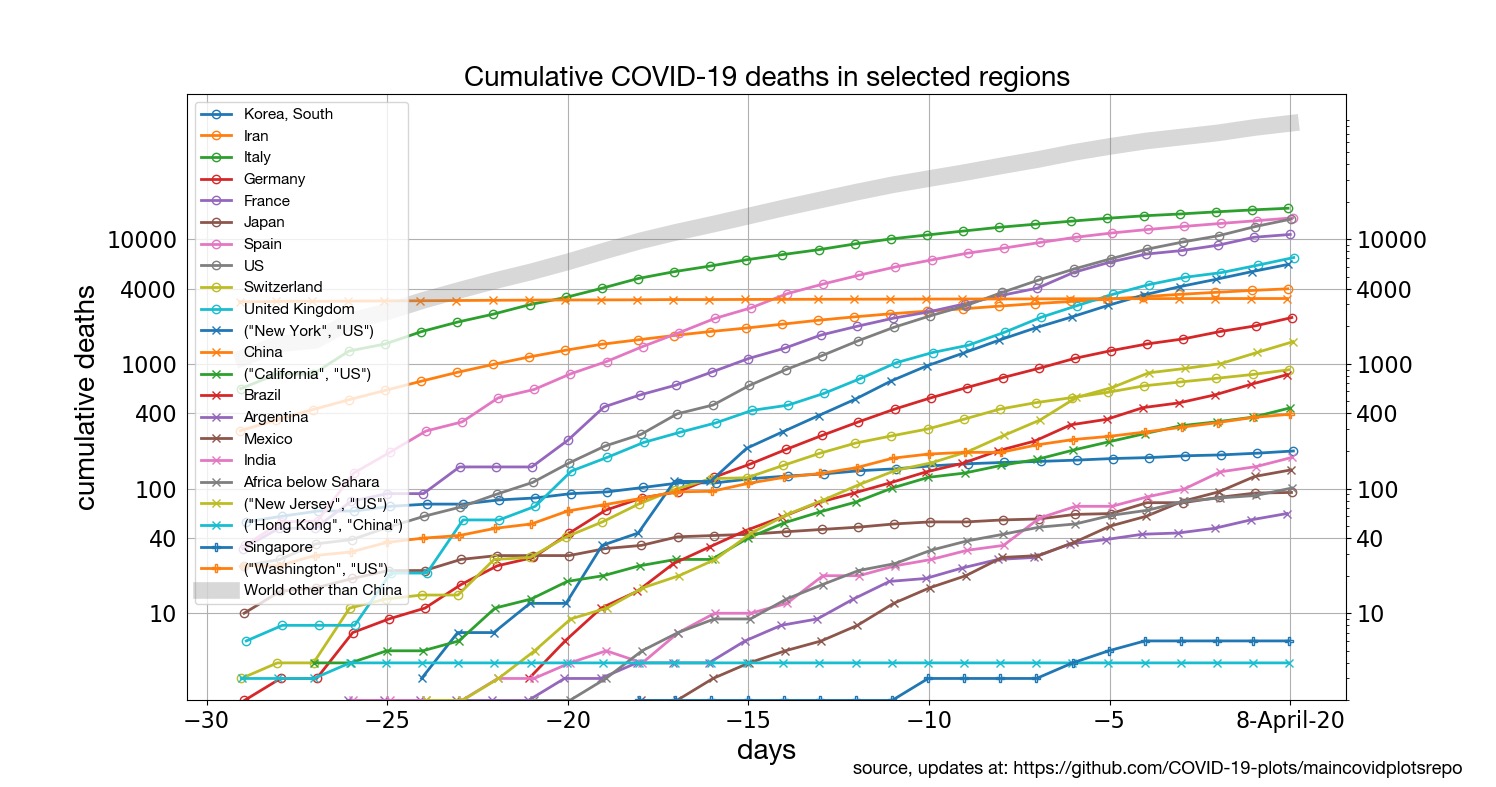 Cumulative COVID-19 deaths in selected regions
Korea, South
Iran
Italy
Germany
France
Japan
Spain
US
Switzerland
United Kingdom
("New York", "US")
China
("California", "US")
Brazil
Argentina
Mexico
India
Africa below Sahara
("New Jersey", "US")
("Hong Kong", "China")
Singapore
("Washington", "US")
World other than China
cumulative deaths
10000
4000
1000
400
100
40
10
10000
4000
1000
400
100
40
10
−30 −25 −20 −15 −10 −5 8-April-20
days
source, updates at: https://github.com/COVID-19-plots/maincovidplotsrepo